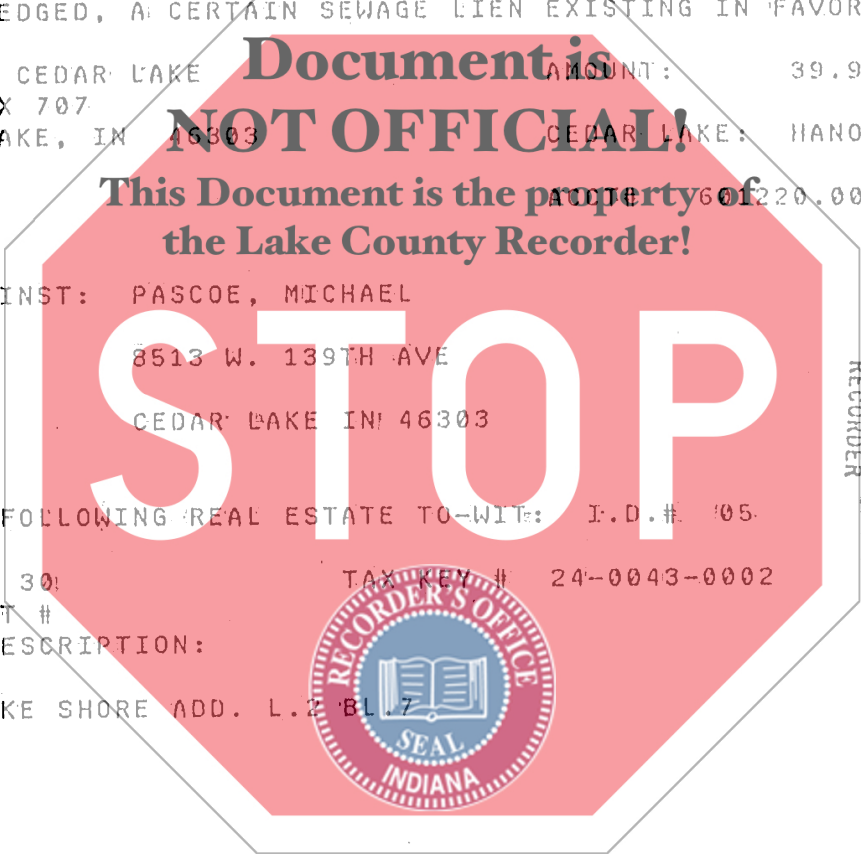 EDGED, A CERTAIN SEWAGE LIEN EXISTING IN FAVOR
Document is
CEDAR LAKE AMOUNT: 39.9
X 707
NOT OFFICIAL!
AKE, IN 46303 CEDAR LAKE: HANO
This Document is the property of
ACCT# 601220.00
the Lake County Recorder!
INST: PASCOE, MICHAEL
STOP
8513 W. 139TH AVE
RECORDER
CEDAR LAKE IN 46303
FOLLOWING REAL ESTATE TO-WIT: I.D.# 05
30 TAX KEY # 24-0043-0002
T #
ESCRIPTION:
KE SHORE ADD. L.2 BL.7
RECORDER'S OFFICE
SEAL
INDIANA